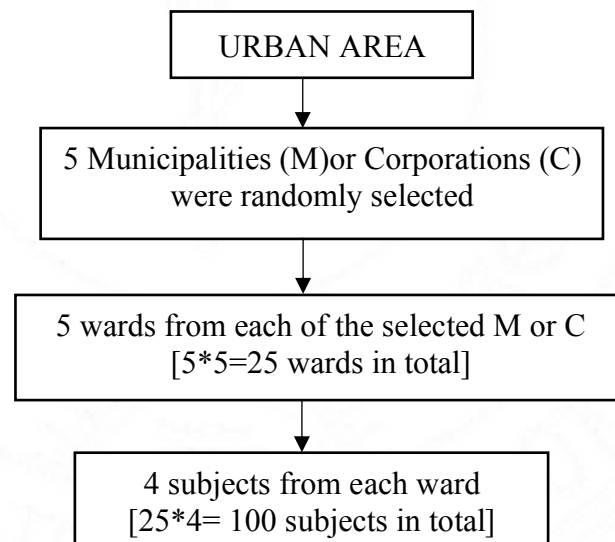 URBAN AREA
5 Municipalities (M)or Corporations (C)
were randomly selected
5 wards from each of the selected M or C
[5*5=25 wards in total]
4 subjects from each ward
[25*4= 100 subjects in total]